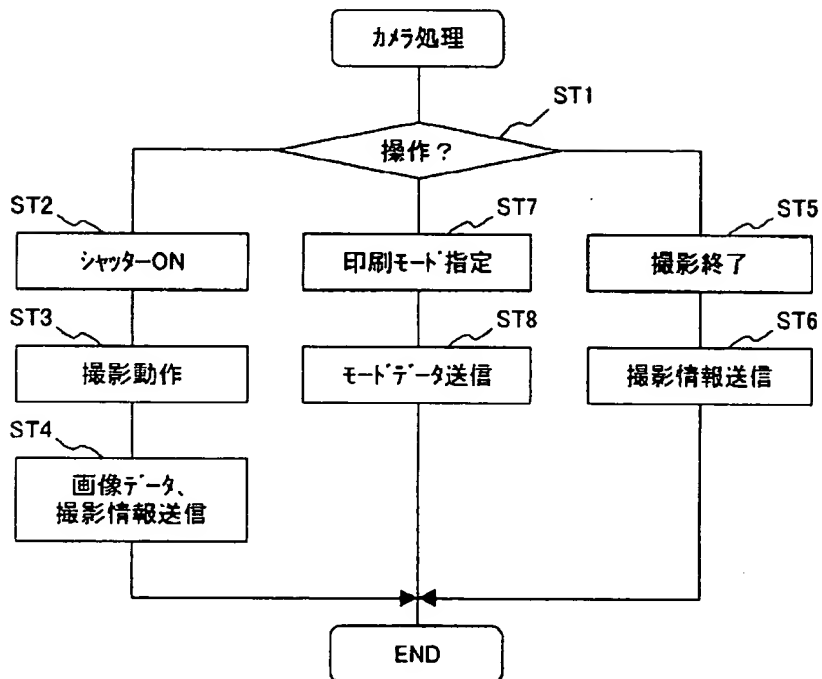 カメラ処理
ST1
操作？
ST2
シャッターON
ST7
印刷モード指定
ST5
撮影終了
ST3
撮影動作
ST8
モードデータ送信
ST6
撮影情報送信
ST4
画像データ、
撮影情報送信
END